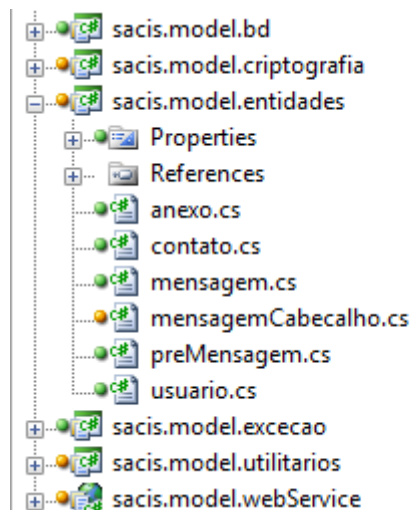 sacis.model.bd
sacis.model.criptografia
sacis.model.entidades
Properties
References
anexo.cs
contato.cs
mensagem.cs
mensagemCabecalho.cs
preMensagem.cs
usuario.cs
sacis.model.excecao
sacis.model.utilitarios
sacis.model.webService